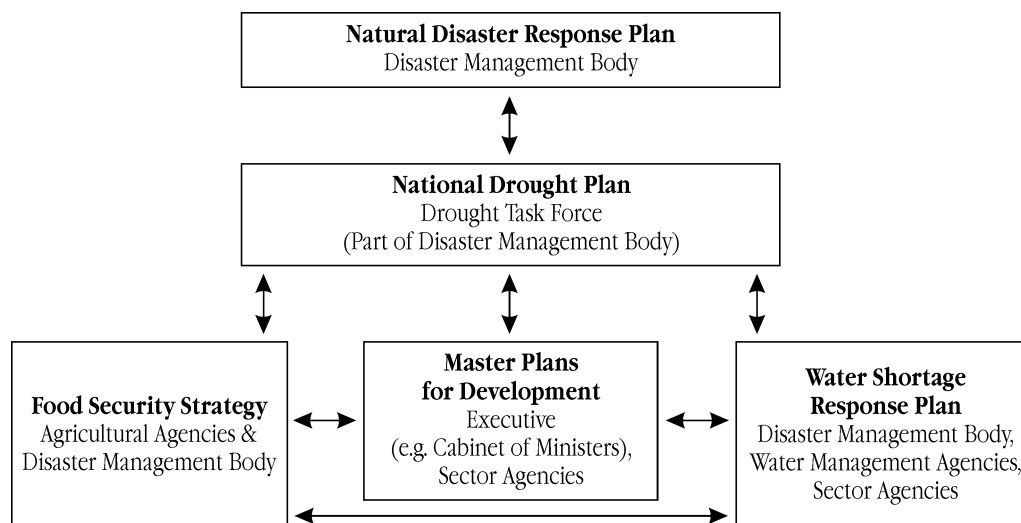 Natural Disaster Response Plan
Disaster Management Body
National Drought Plan
Drought Task Force
(Part of Disaster Management Body)
Food Security Strategy
Agricultural Agencies &
Disaster Management Body
Master Plans
for Development
Executive
(e.g. Cabinet of Ministers),
Sector Agencies
Water Shortage
Response Plan
Disaster Management Body,
Water Management Agencies,
Sector Agencies